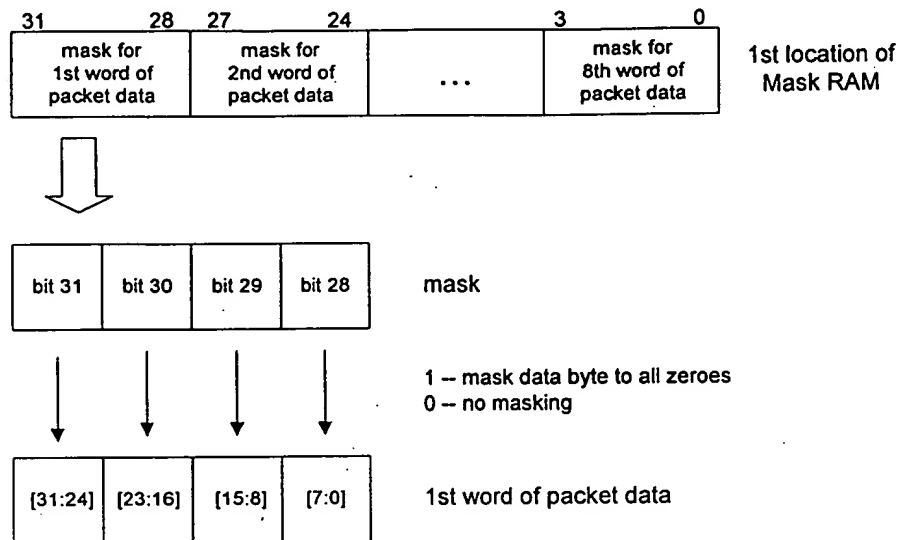 31 28 27 24 3 0
mask for
1st word of
packet data
mask for
2nd word of
packet data
...
mask for
8th word of
packet data
1st location of
Mask RAM
bit 31 bit 30 bit 29 bit 28 mask
1 -- mask data byte to all zeroes
0 -- no masking
[31:24] [23:16] [15:8] [7:0] 1st word of packet data